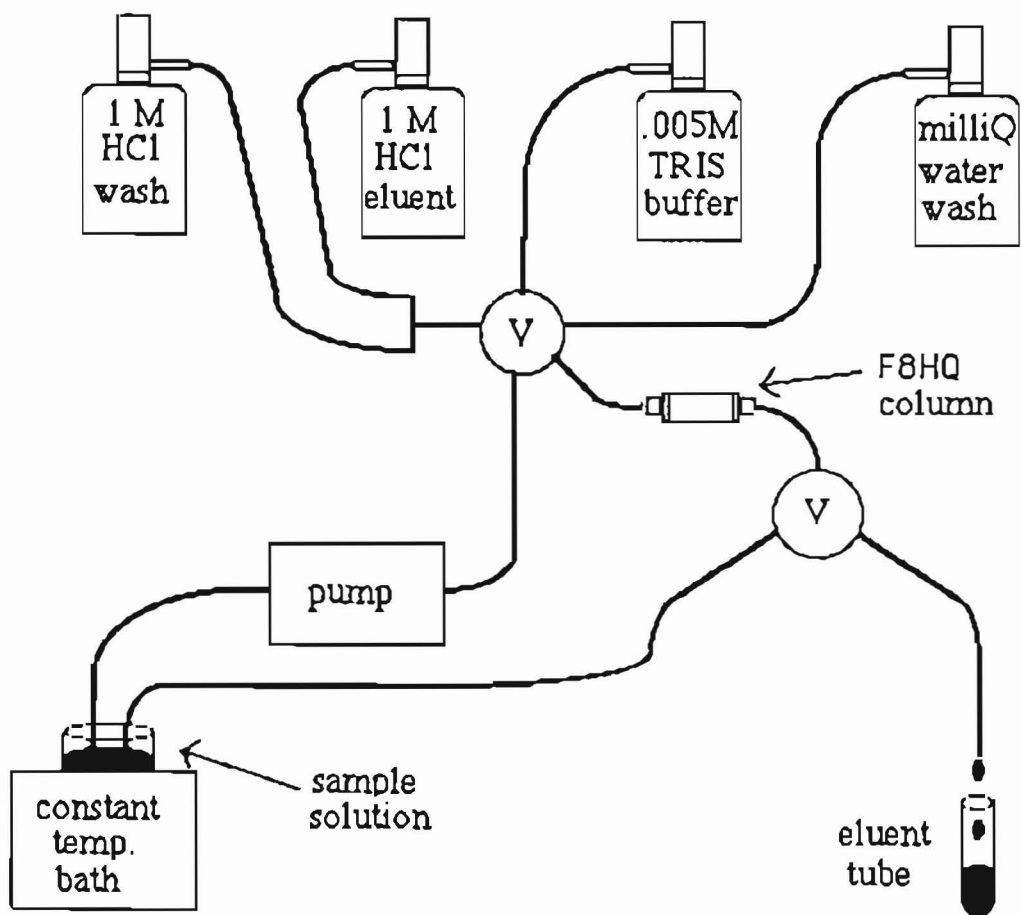 1 M
HCl
wash
1 M
HCl
eluent
.005M
TRIS
buffer
milliQ
water
wash
V
F8HQ
column
V
pump
sample
solution
constant
temp.
bath
eluent
tube